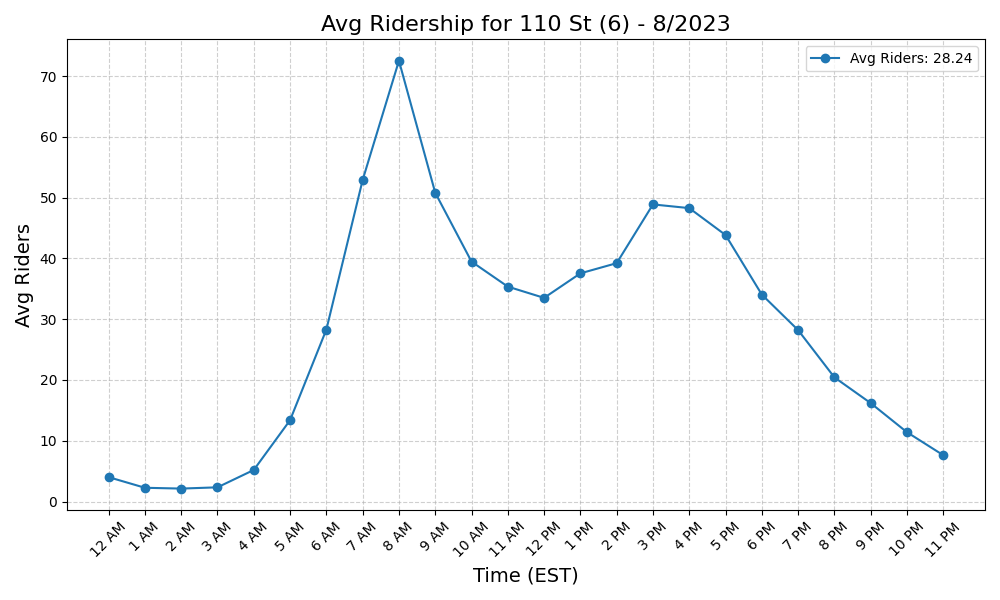 Avg Ridership for 110 St (6) - 8/2023
Avg Riders: 28.24
Avg Riders
70
60
50
40
30
20
10
0
12 AM
1 AM
2 AM
3 AM
4 AM
5 AM
6 AM
7 AM
8 AM
9 AM
10 AM
11 AM
12 PM
1 PM
2 PM
3 PM
4 PM
5 PM
6 PM
7 PM
8 PM
9 PM
10 PM
11 PM
Time (EST)